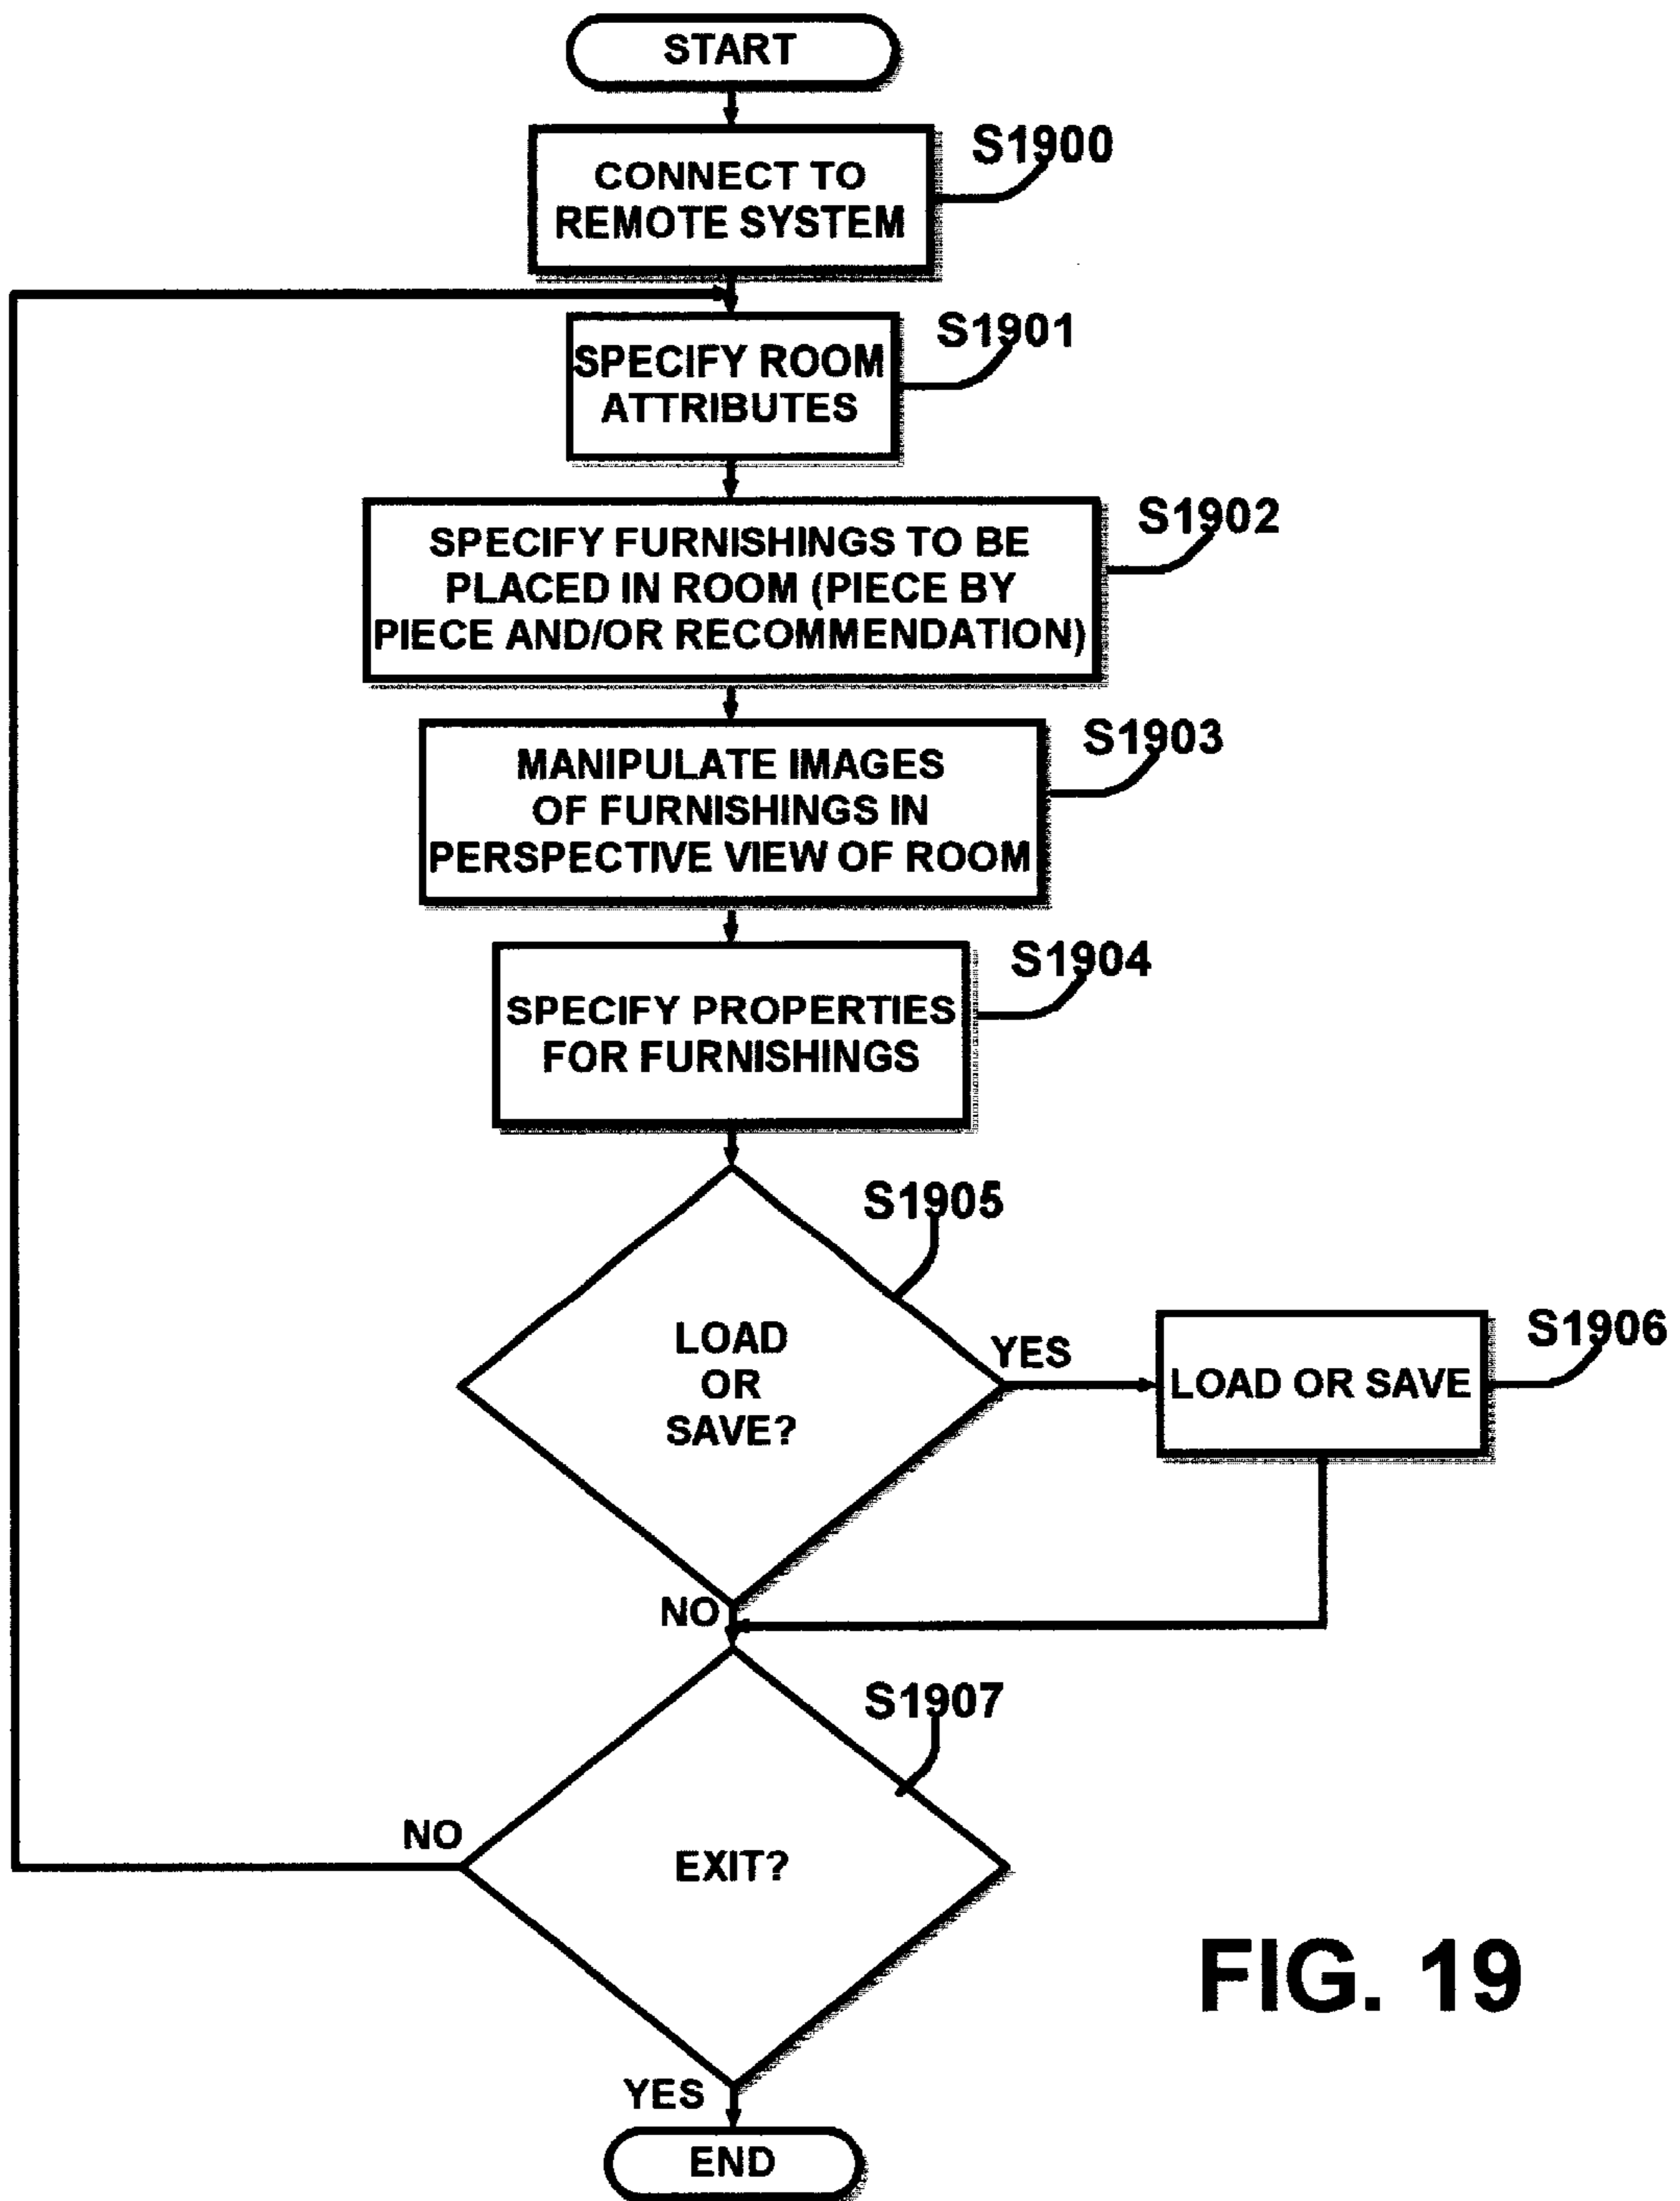 START
S1900
CONNECT TO
REMOTE SYSTEM
S1901
SPECIFY ROOM
ATTRIBUTES
S1902
SPECIFY FURNISHINGS TO BE
PLACED IN ROOM (PIECE BY
PIECE AND/OR RECOMMENDATION)
S1903
MANIPULATE IMAGES
OF FURNISHINGS IN
PERSPECTIVE VIEW OF ROOM
S1904
SPECIFY PROPERTIES
FOR FURNISHINGS
S1905
LOAD
OR
SAVE?
YES
S1906
LOAD OR SAVE
NO
S1907
NO
EXIT?
FIG. 19
YES
END